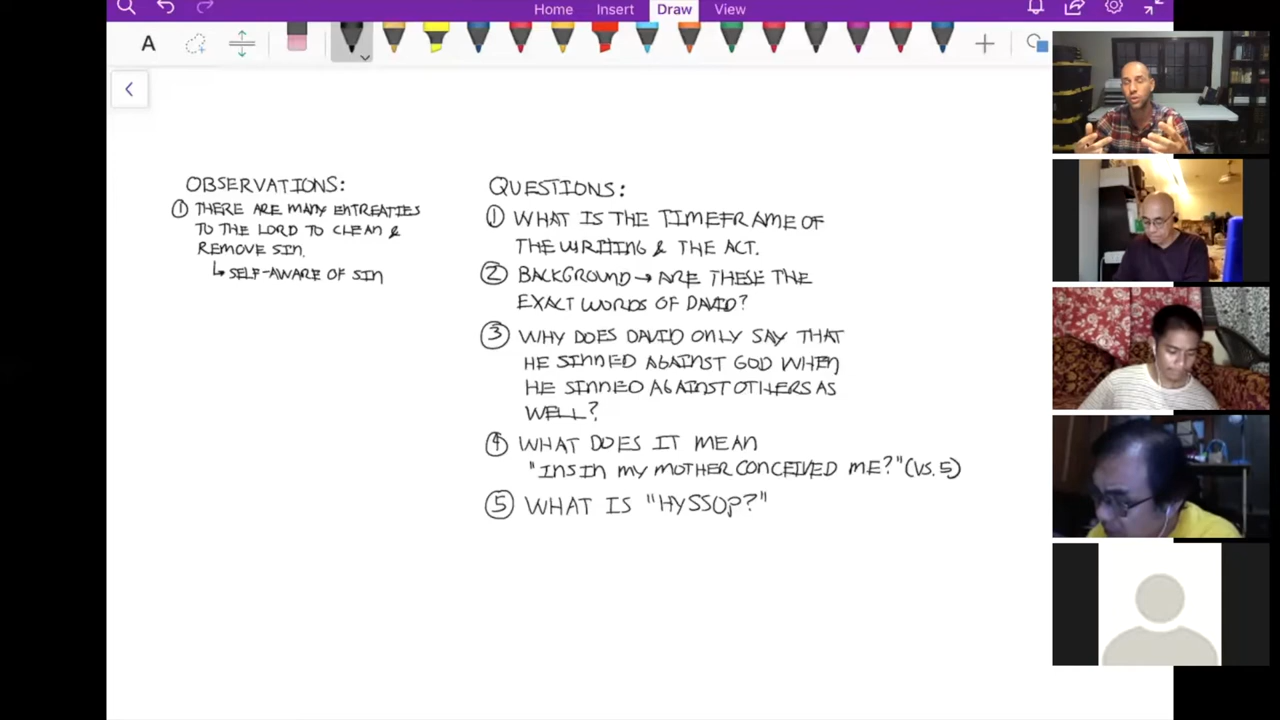 Home Insert Draw View
A
OBSERVATIONS:
① THERE ARE MANY ENTREATIES
TO THE LORD TO CLEAN &
REMOVE SIN.
↳ SELF-AWARE OF SIN
QUESTIONS:
① WHAT IS THE TIMEFRAME OF
THE WRITING & THE ACT.
② BACKGROUND → ARE THESE THE
EXACT WORDS OF DAVID?
③ WHY DOES DAVID ONLY SAY THAT
HE SINNED AGAINST GOD WHEN
HE SINNED AGAINST OTHERS AS
WELL?
④ WHAT DOES IT MEAN
"IN SIN MY MOTHER CONCEIVED ME?" (VS. 5)
⑤ WHAT IS "HYSSOP?"